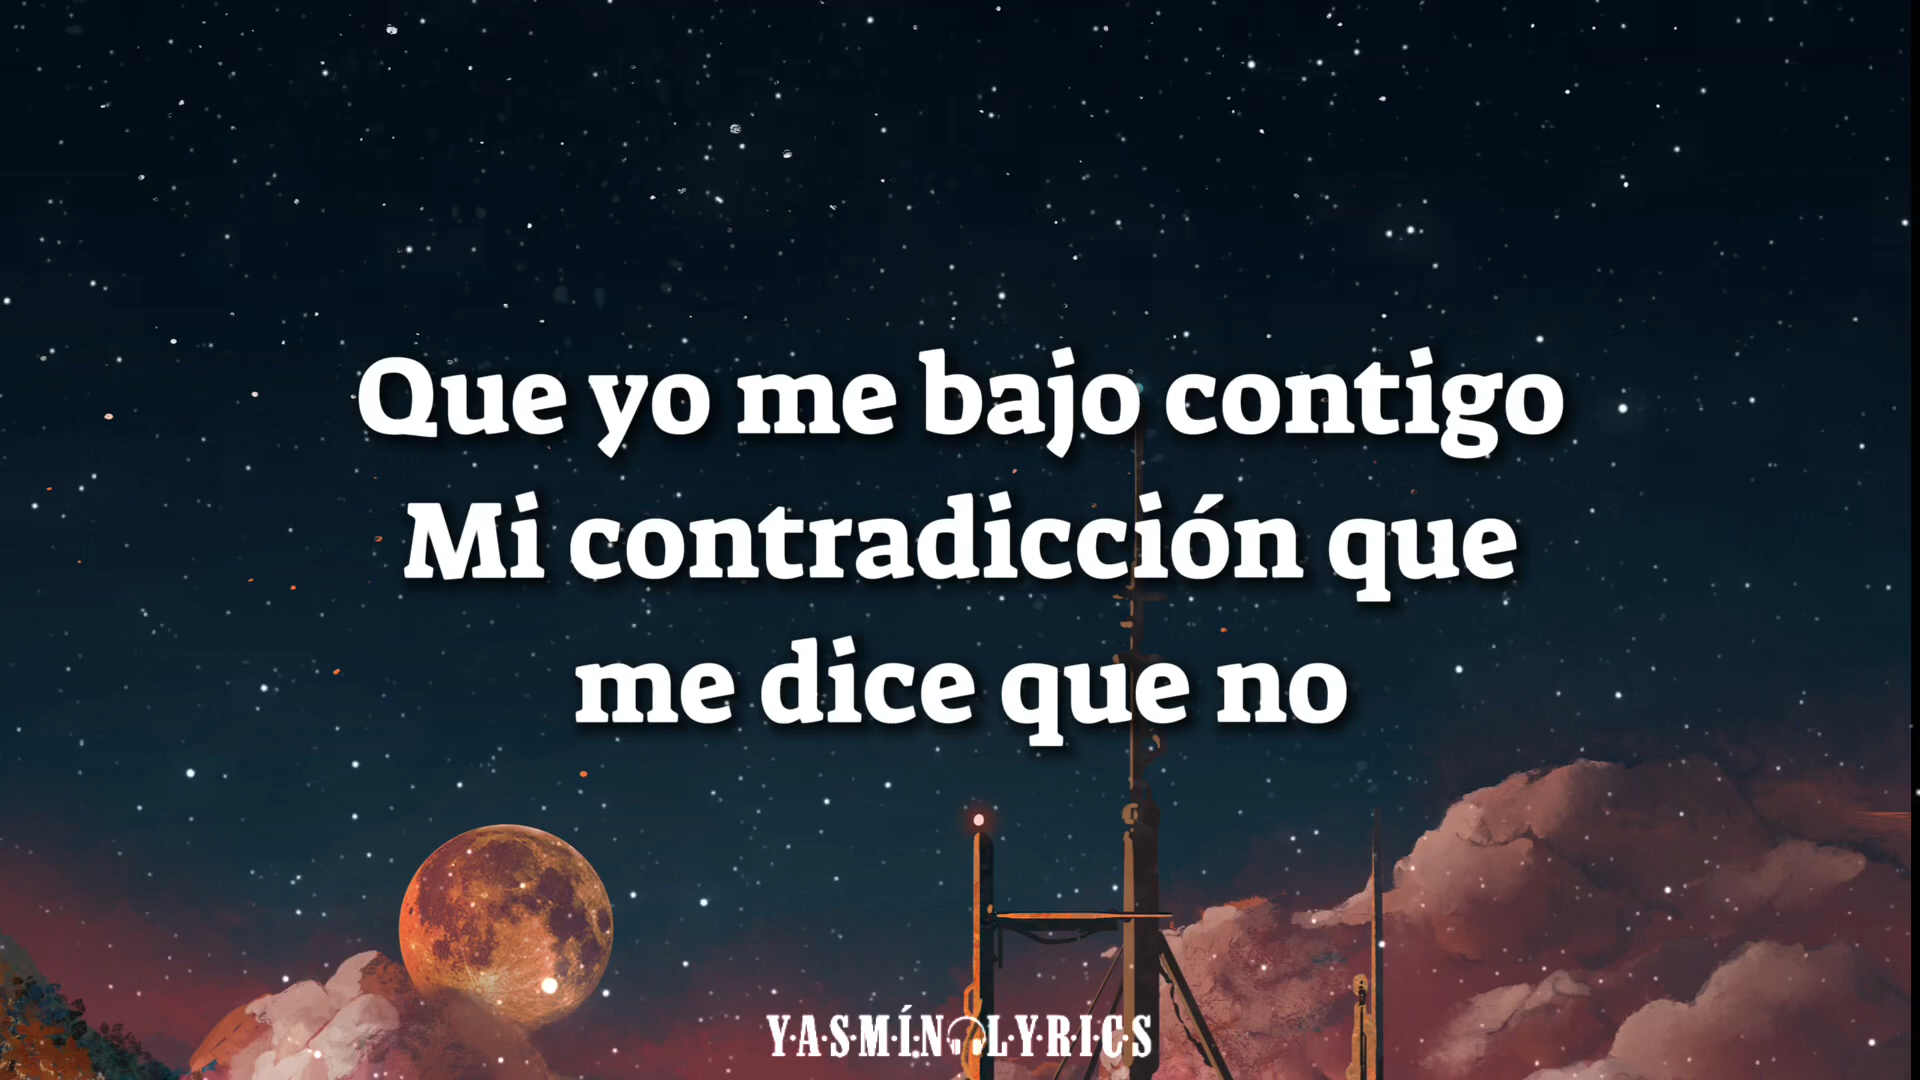 Que yo me bajo contigo
Mi contradicción que
me dice que no
YASMÍN LYRICS